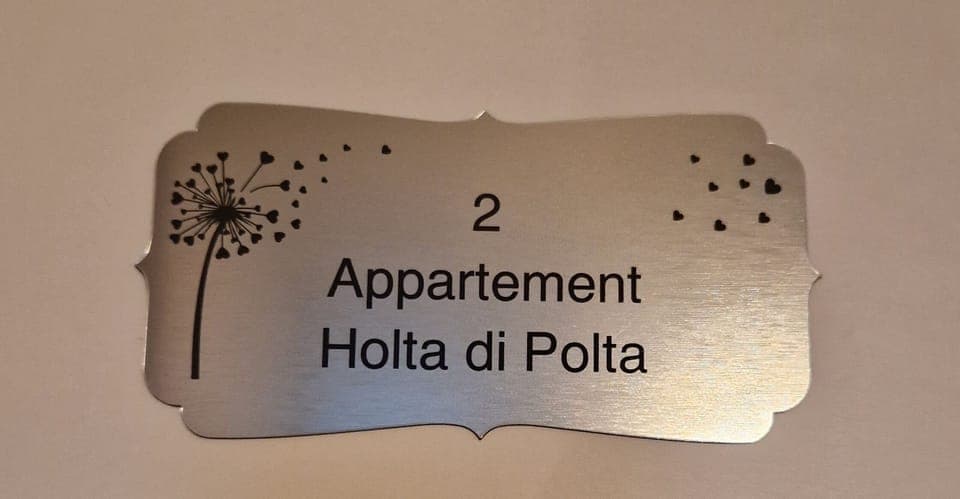 2
Appartement
Holta di Polta